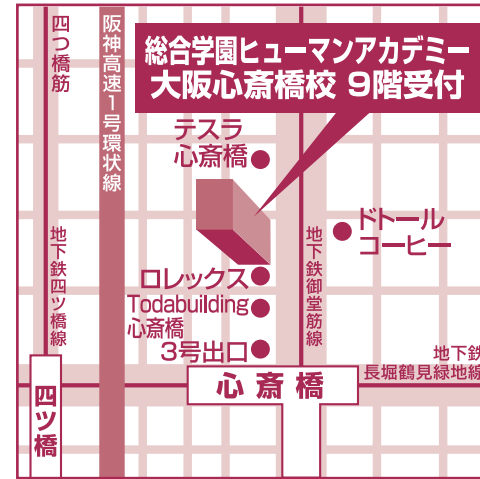 総合学園ヒューマンアカデミー
大阪心斎橋校 9階受付
四つ橋筋
阪神高速1号環状線
テスラ
心斎橋
ドトール
コーヒー
地下鉄四ツ橋線
地下鉄御堂筋線
ロレックス
Todabuilding
心斎橋
3号出口
地下鉄
長堀鶴見緑地線
四ツ橋
心斎橋